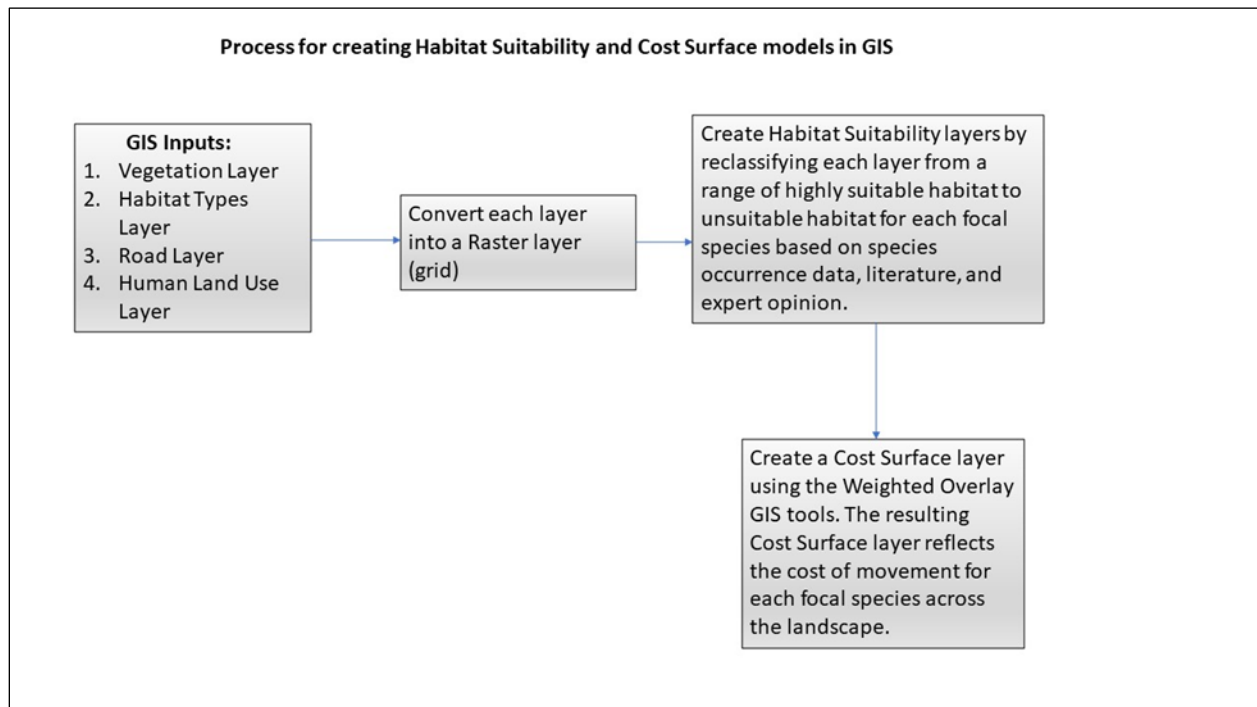 Process for creating Habitat Suitability and Cost Surface models in GIS
GIS Inputs:
1. Vegetation Layer
2. Habitat Types
Layer
3. Road Layer
4. Human Land Use
Layer
Convert each layer
into a Raster layer
(grid)
Create Habitat Suitability layers by
reclassifying each layer from a
range of highly suitable habitat to
unsuitable habitat for each focal
species based on species
occurrence data, literature, and
expert opinion.
Create a Cost Surface layer
using the Weighted Overlay
GIS tools. The resulting
Cost Surface layer reflects
the cost of movement for
each focal species across
the landscape.